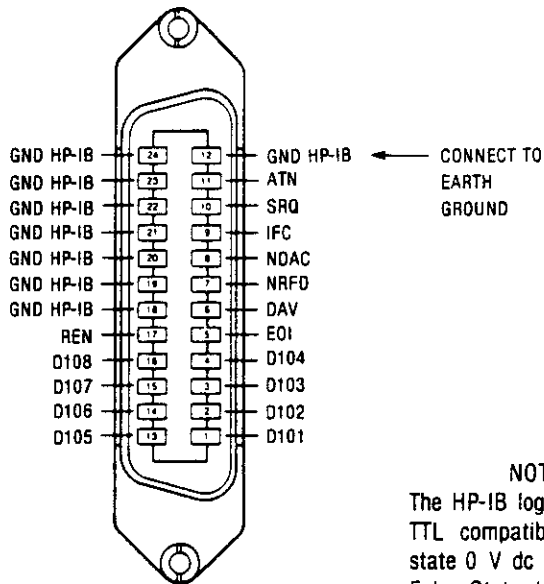 GND HP-IB 24 12 GND HP-IB CONNECT TO
GND HP-IB 23 11 ATN EARTH
GND HP-IB 22 10 SRQ GROUND
GND HP-IB 21 9 IFC
GND HP-IB 20 8 NDAC
GND HP-IB 19 7 NRFD
GND HP-IB 18 6 DAV
REN 17 5 EOI
D108 16 4 D104
D107 15 3 D103
D106 14 2 D102
D105 13 1 D101
The HP-IB
TTL
state 0 V dc